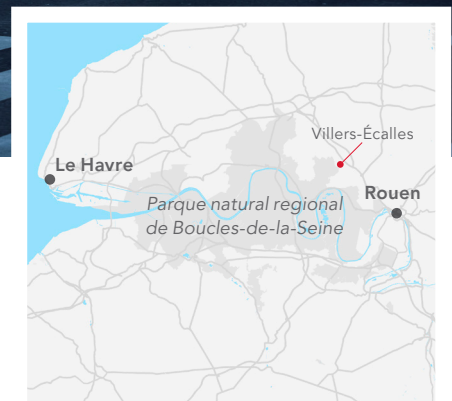 Villers-Écalles
Le Havre
Rouen
Parque natural regional
de Boucles-de-la-Seine